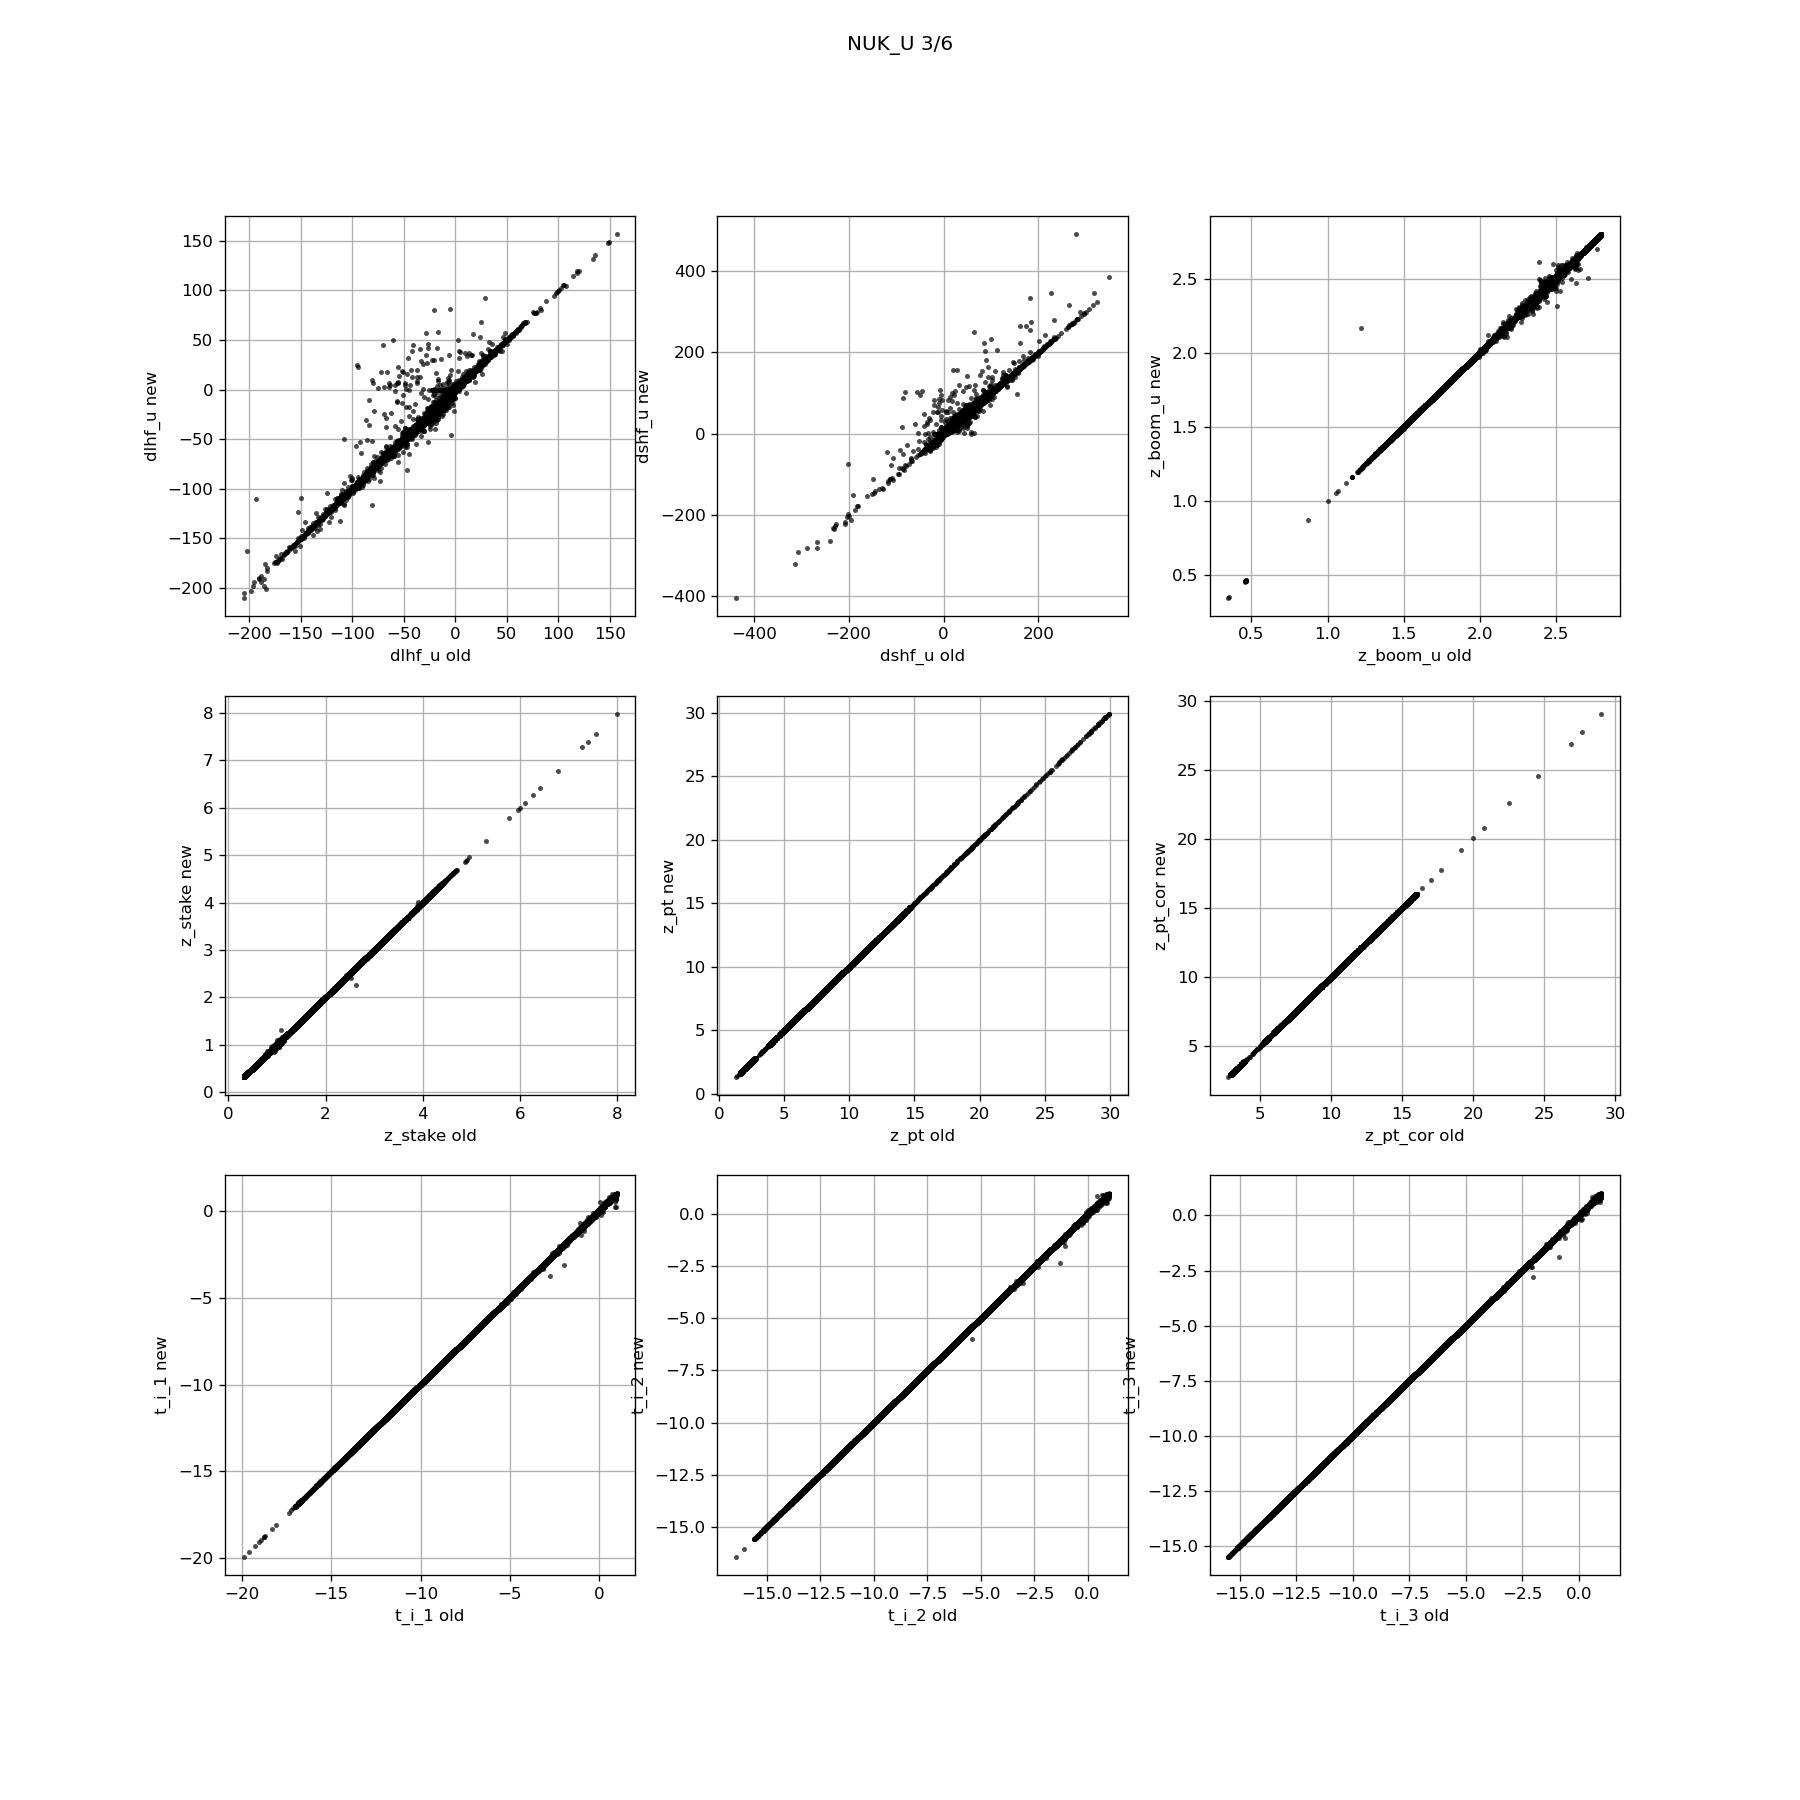 NUK_U 3/6
dlhf_u new
150
100
50
0
−50
−100
−150
−200
−200 −150 −100 −50 0 50 100 150
dlhf_u old
dshf_u new
400
200
0
−200
−400
−400 −200 0 200
dshf_u old
z_boom_u new
2.5
2.0
1.5
1.0
0.5
0.5 1.0 1.5 2.0 2.5
z_boom_u old
z_stake new
8
7
6
5
4
3
2
1
0
0 2 4 6 8
z_stake old
z_pt new
30
25
20
15
10
5
0
0 5 10 15 20 25 30
z_pt old
z_pt_cor new
30
25
20
15
10
5
5 10 15 20 25 30
z_pt_cor old
t_i_1 new
0
−5
−10
−15
−20
−20 −15 −10 −5 0
t_i_1 old
t_i_2 new
0.0
−2.5
−5.0
−7.5
−10.0
−12.5
−15.0
−15.0 −12.5 −10.0 −7.5 −5.0 −2.5 0.0
t_i_2 old
t_i_3 new
0.0
−2.5
−5.0
−7.5
−10.0
−12.5
−15.0
−15.0 −12.5 −10.0 −7.5 −5.0 −2.5 0.0
t_i_3 old